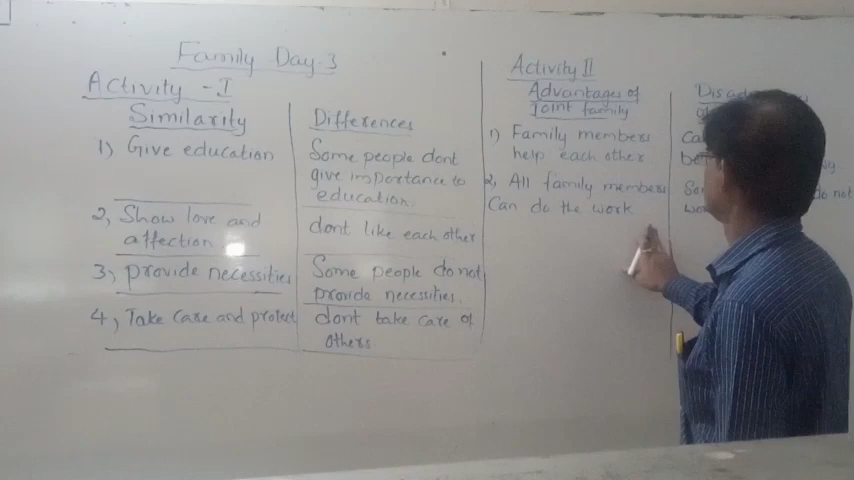 Family Day-3
Activity - I
Similarity
1) Give education
2, Show love and
affection
3, provide necessities
4, Take care and protect
Differences
Some people dont
give importance to
education.
dont like each other
Some people do not
provide necessities.
dont take care of
others.
Activity II
Advantages of
Joint family
1) Family members
help each other
2, All family members
Can do the work
do not